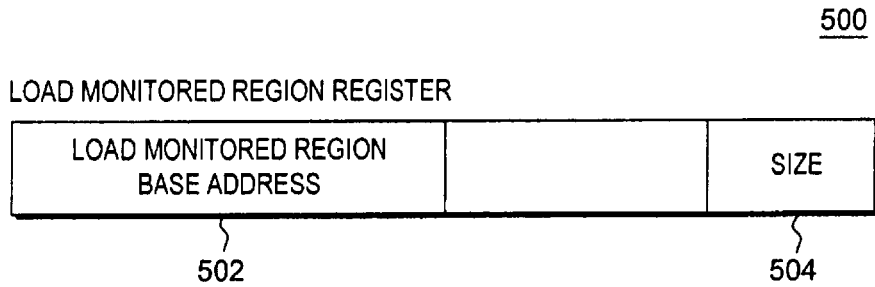 500
LOAD MONITORED REGION REGISTER
LOAD MONITORED REGION
BASE ADDRESS
SIZE
502
504